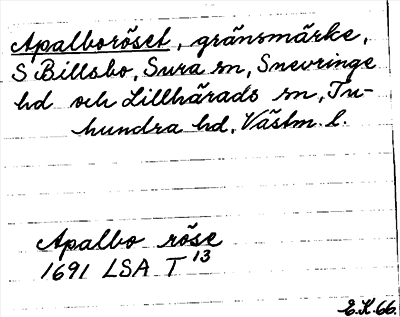 Apalboröset, gränsmärke,
S Billsbo, Sura sn, Snevringe
hd och Lillhärads sn, Tu-
hundra hd, Västm. l.
Apalbo röse
1691 LSA T 13
E.K.66.